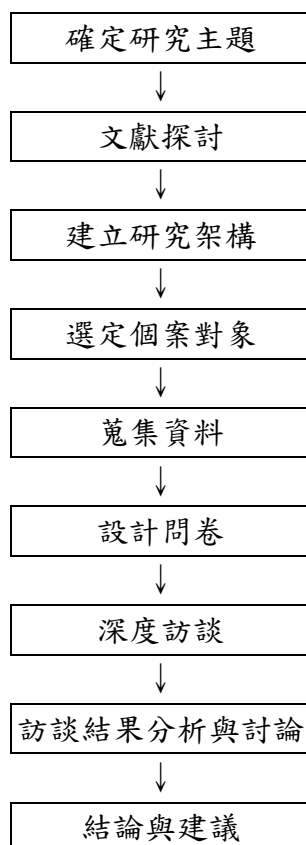 確定研究主題
↓
文獻探討
↓
建立研究架構
↓
選定個案對象
↓
蒐集資料
↓
設計問卷
↓
深度訪談
↓
訪談結果分析與討論
↓
結論與建議